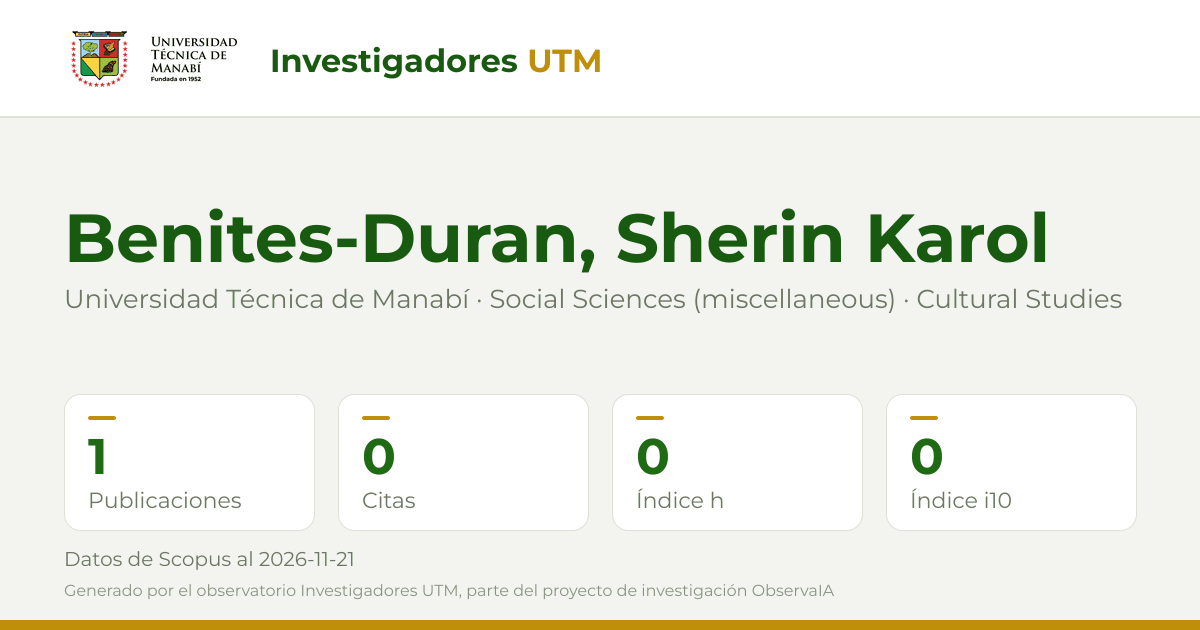 UNIVERSIDAD
TÉCNICA DE
MANABÍ
Fundada en 1952
Investigadores UTM
Benites-Duran, Sherin Karol
Universidad Técnica de Manabí · Social Sciences (miscellaneous) · Cultural Studies
1
Publicaciones
0
Citas
0
Índice h
0
Índice i10
Datos de Scopus al 2026-11-21
Generado por el observatorio Investigadores UTM, parte del proyecto de investigación ObservaIA